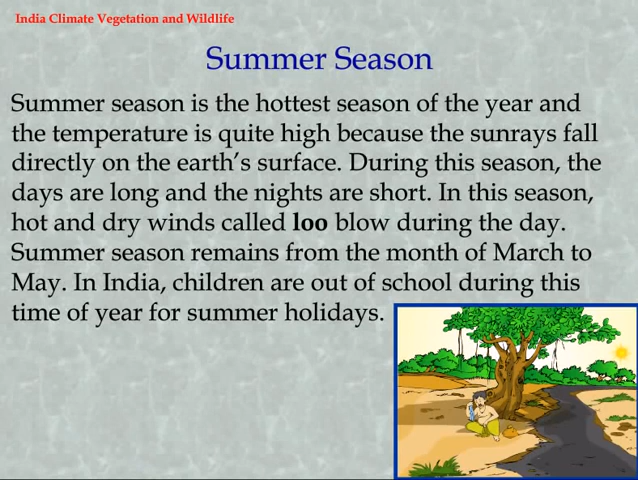 India Climate Vegetation and Wildlife
Summer Season
Summer season is the hottest season of the year and
the temperature is quite high because the sunrays fall
directly on the earth’s surface. During this season, the
days are long and the nights are short. In this season,
hot and dry winds called loo blow during the day.
Summer season remains from the month of March to
May. In India, children are out of school during this
time of year for summer holidays.